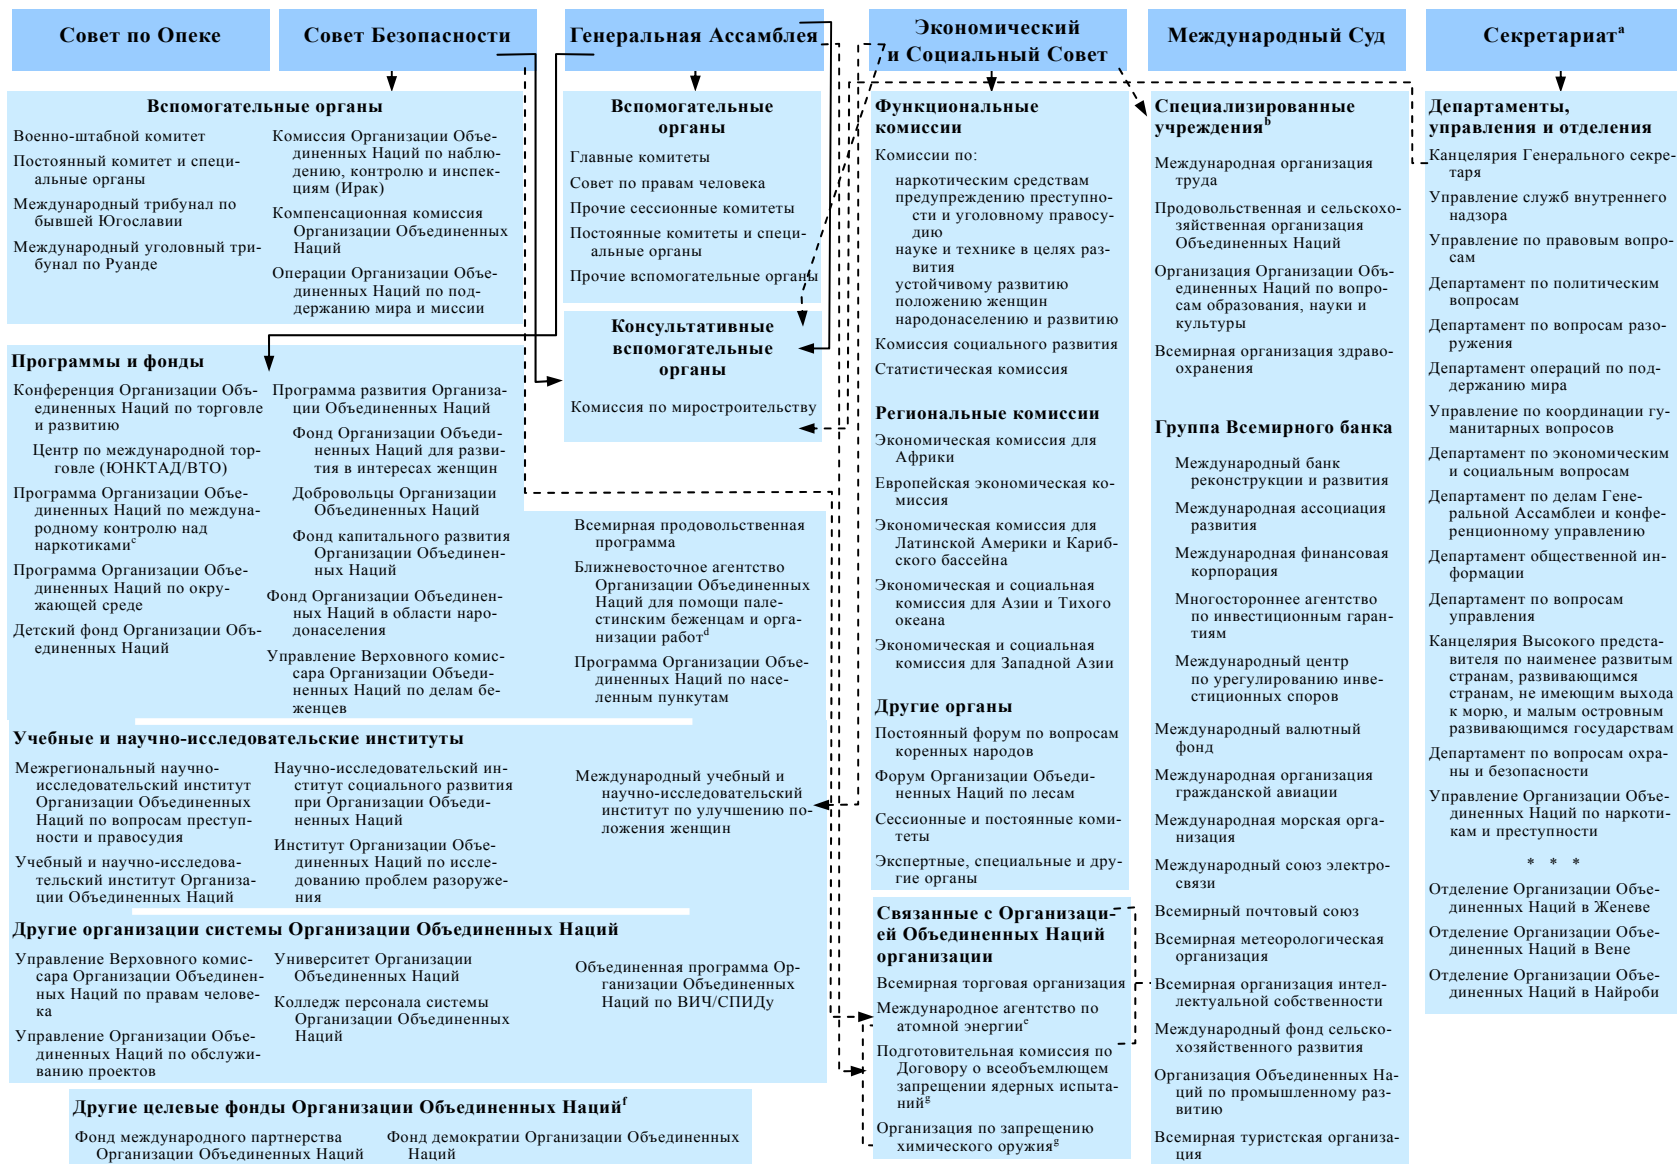 Совет по Опеке
Совет Безопасности
Генеральная Ассамблея
Экономический
и Социальный Совет
Международный Суд
Секретариатa
Вспомогательные органы
Военно-штабной комитет
Постоянный комитет и специ-
альные органы
Международный трибунал по
бывшей Югославии
Международный уголовный три-
бунал по Руанде
Комиссия Организации Объе-
диненных Наций по наблю-
дению, контролю и инспек-
циям (Ирак)
Компенсационная комиссия
Организации Объединенных
Наций
Операции Организации Объе-
диненных Наций по под-
держанию мира и миссии
Вспомогательные
органы
Главные комитеты
Совет по правам человека
Прочие сессионные комитеты
Постоянные комитеты и специ-
альные органы
Прочие вспомогательные органы
Консультативные
вспомогательные
органы
Комиссия по миростроительству
Программы и фонды
Конференция Организации Объ-
единенных Наций по торговле
и развитию
Центр по международной тор-
говле (ЮНКТАД/ВТО)
Программа Организации Объе-
диненных Наций по междуна-
родному контролю над
наркотикамиc
Программа Организации Объе-
диненных Наций по окру-
жающей среде
Детский фонд Организации Объ-
единенных Наций
Программа развития Организа-
ции Объединенных Наций
Фонд Организации Объеди-
ненных Наций для разви-
тия в интересах женщин
Добровольцы Организации
Объединенных Наций
Фонд капитального развития
Организации Объединен-
ных Наций
Фонд Организации Объединен-
ных Наций в области наро-
донаселения
Управление Верховного комис-
сара Организации Объеди-
ненных Наций по делам бе-
женцев
Всемирная продовольственная
программа
Ближневосточное агентство
Организации Объединенных
Наций для помощи пале-
стинским беженцам и орга-
низации работd
Программа Организации Объе-
диненных Наций по насе-
ленным пунктам
Учебные и научно-исследовательские институты
Межрегиональный научно-
исследовательский институт
Организации Объединенных
Наций по вопросам преступ-
ности и правосудия
Учебный и научно-исследова-
тельский институт Организа-
ции Объединенных Наций
Научно-исследовательский ин-
ститут социального развития
при Организации Объеди-
ненных Наций
Институт Организации Объе-
диненных Наций по иссле-
дованию проблем разоруже-
ния
Международный учебный и
научно-исследовательский
институт по улучшению по-
ложения женщин
Другие организации системы Организации Объединенных Наций
Управление Верховного комис-
сара Организации Объединен-
ных Наций по правам челове-
ка
Управление Организации Объе-
диненных Наций по обслужи-
ванию проектов
Университет Организации
Объединенных Наций
Колледж персонала системы
Организации Объединенных
Наций
Объединенная программа Ор-
ганизации Объединенных
Наций по ВИЧ/СПИДу
Другие целевые фонды Организации Объединенных Нацийf
Фонд международного партнерства
Организации Объединенных Наций
Фонд демократии Организации Объединенных
Наций
Функциональные
комиссии
Комиссии по:
наркотическим средствам
предупреждению преступно-
сти и уголовному правосу-
дию
науке и технике в целях раз-
вития
устойчивому развитию
положению женщин
народонаселению и развитию
Комиссия социального развития
Статистическая комиссия
Региональные комиссии
Экономическая комиссия для
Африки
Европейская экономическая ко-
миссия
Экономическая комиссия для
Латинской Америки и Кариб-
ского бассейна
Экономическая и социальная
комиссия для Азии и Тихого
океана
Экономическая и социальная
комиссия для Западной Азии
Другие органы
Постоянный форум по вопросам
коренных народов
Форум Организации Объеди-
ненных Наций по лесам
Сессионные и постоянные коми-
теты
Экспертные, специальные и дру-
гие органы
Связанные с Организаци-
ей Объединенных Наций
организации
Всемирная торговая организация
Международное агентство по
атомной энергииe
Подготовительная комиссия по
Договору о всеобъемлющем
запрещении ядерных испыта-
нийg
Организация по запрещению
химического оружияg
Специализированные
учрежденияb
Международная организация
труда
Продовольственная и сельскохо-
зяйственная организация
Объединенных Наций
Организация Организации Объ-
единенных Наций по вопро-
сам образования, науки и
культуры
Всемирная организация здраво-
охранения
Группа Всемирного банка
Международный банк
реконструкции и развития
Международная ассоциация
развития
Международная финансовая
корпорация
Многостороннее агентство
по инвестиционным гаран-
тиям
Международный центр
по урегулированию инве-
стиционных споров
Международный валютный
фонд
Международная организация
гражданской авиации
Международная морская орга-
низация
Международный союз электро-
связи
Всемирный почтовый союз
Всемирная метеорологическая
организация
Всемирная организация интел-
лектуальной собственности
Международный фонд сельско-
хозяйственного развития
Организация Объединенных На-
ций по промышленному раз-
витию
Всемирная туристская организа-
ция
Департаменты,
управления и отделения
Канцелярия Генерального секре-
таря
Управление служб внутреннего
надзора
Управление по правовым вопро-
сам
Департамент по политическим
вопросам
Департамент по вопросам разо-
ружения
Департамент операций по под-
держанию мира
Управление по координации гу-
манитарных вопросов
Департамент по экономическим
и социальным вопросам
Департамент по делам Гене-
ральной Ассамблеи и конфе-
ренционному управлению
Департамент общественной ин-
формации
Департамент по вопросам
управления
Канцелярия Высокого предста-
вителя по наименее развитым
странам, развивающимся
странам, не имеющим выхода
к морю, и малым островным
развивающимся государствам
Департамент по вопросам охра-
ны и безопасности
Управление Организации Объе-
диненных Наций по наркоти-
кам и преступности
* * *
Отделение Организации Объе-
диненных Наций в Женеве
Отделение Организации Объе-
диненных Наций в Вене
Отделение Организации Объе-
диненных Наций в Найроби